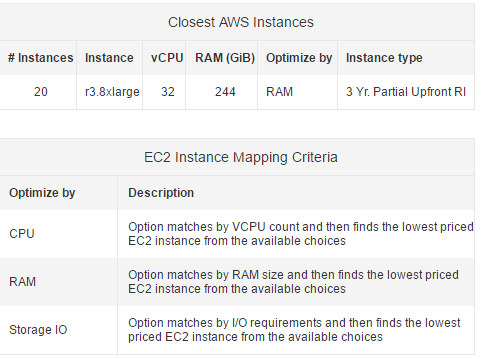 Closest AWS Instances
# Instances Instance vCPU RAM (GiB) Optimize by Instance type
20 r3.8xlarge 32 244 RAM 3 Yr. Partial Upfront RI
EC2 Instance Mapping Criteria
Optimize by Description
CPU Option matches by VCPU count and then finds the lowest priced
EC2 instance from the available choices
RAM Option matches by RAM size and then finds the lowest priced
EC2 instance from the available choices
Storage IO Option matches by I/O requirements and then finds the lowest
priced EC2 instance from the available choices